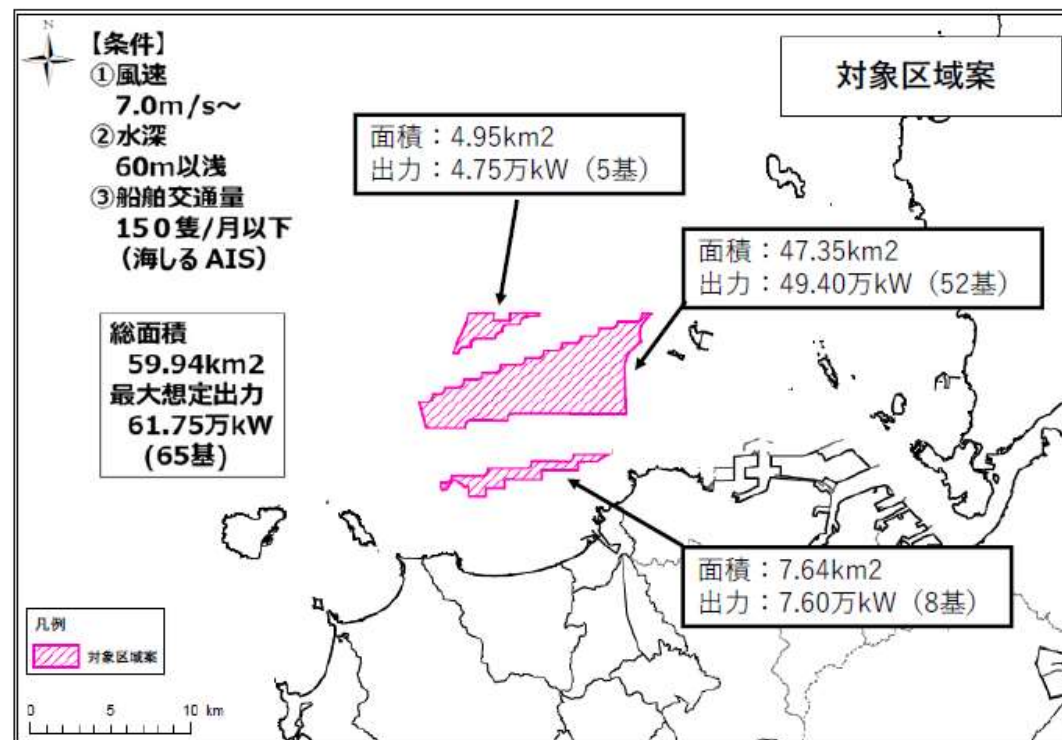 N
【条件】
①風速
7.0m/s～
②水深
60m以浅
③船舶交通量
150隻/月以下
（海しる AIS）
対象区域案
面積：4.95km2
出力：4.75万kW（5基）
面積：47.35km2
出力：49.40万kW（52基）
総面積
59.94km2
最大想定出力
61.75万kW
(65基)
面積：7.64km2
出力：7.60万kW（8基）
凡例
対象区域案
0 5 10 km